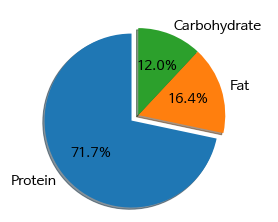 Carbohydrate
12.0%
Fat
16.4%
71.7%
Protein